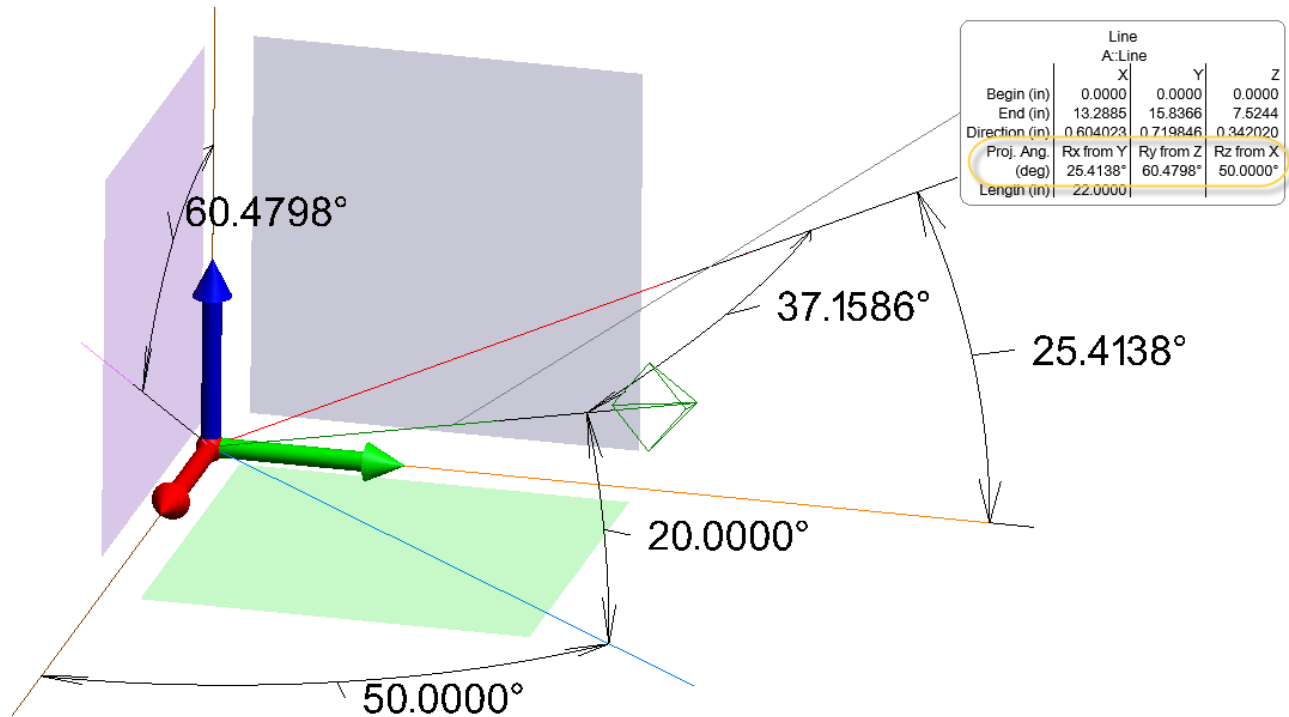 Line
A::Line
X Y Z
Begin (in) 0.0000 0.0000 0.0000
End (in) 13.2885 15.8366 7.5244
Direction (in) 0.604023 0.719846 0.342020
Proj. Ang. Rx from Y Ry from Z Rz from X
(deg) 25.4138° 60.4798° 50.0000°
Length (in) 22.0000
60.4798°
37.1586°
25.4138°
20.0000°
50.0000°